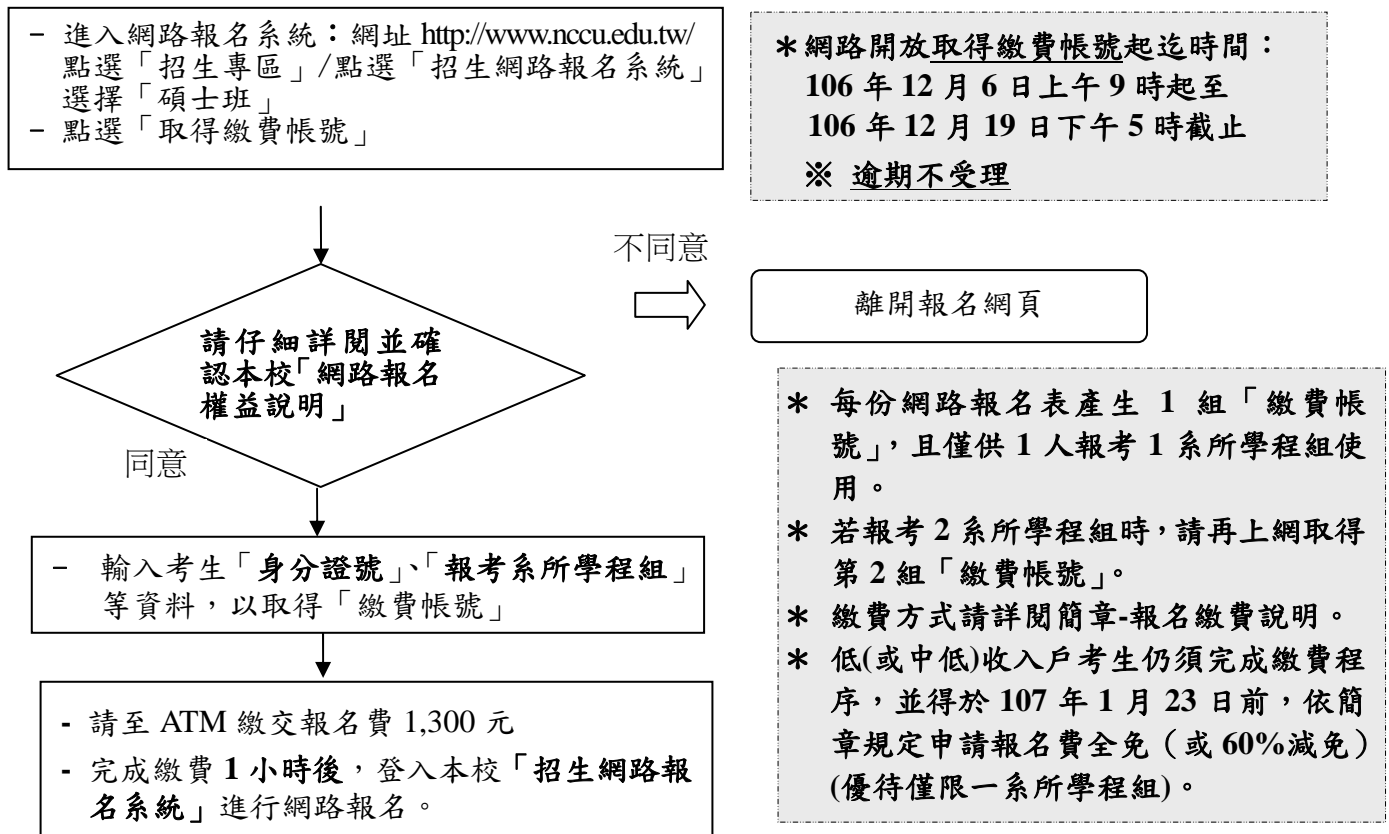 - 進入網路報名系統：網址 http://www.nccu.edu.tw/
點選「招生專區」/點選「招生網路報名系統」
選擇「碩士班」
- 點選「取得繳費帳號」
＊網路開放取得繳費帳號起迄時間：
106 年 12 月 6 日上午 9 時起至
106 年 12 月 19 日下午 5 時截止
※ 逾期不受理
不同意
離開報名網頁
請仔細詳閱並確
認本校「網路報名
權益說明」
同意
- 輸入考生「身分證號」、「報考系所學程組」
等資料，以取得「繳費帳號」
- 請至 ATM 繳交報名費 1,300 元
- 完成繳費 1 小時後，登入本校「招生網路報
名系統」進行網路報名。
＊ 每份網路報名表產生 1 組「繳費帳
號」，且僅供 1 人報考 1 系所學程組使
用。
＊ 若報考 2 系所學程組時，請再上網取得
第 2 組「繳費帳號」。
＊ 繳費方式請詳閱簡章-報名繳費說明。
＊ 低(或中低)收入戶考生仍須完成繳費程
序，並得於 107 年 1 月 23 日前，依簡
章規定申請報名費全免（或 60%減免）
(優待僅限一系所學程組)。